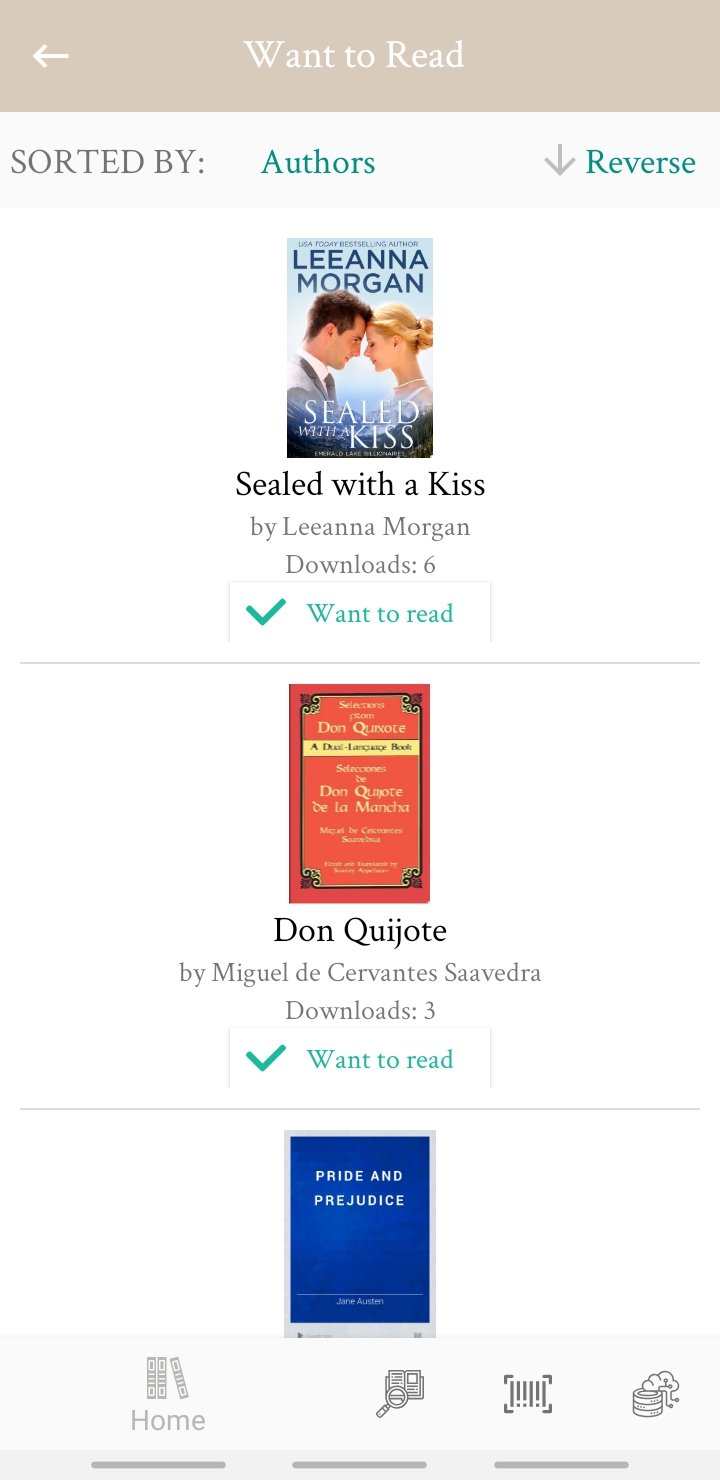 Want to Read
SORTED BY: Authors Reverse
USA TODAY BESTSELLING AUTHOR
LEEANNA
MORGAN
SEALED
WITH A KISS
EMERALD LAKE BILLIONAIRES
Sealed with a Kiss
by Leeanna Morgan
Downloads: 6
Want to read
Selections
from
Don Quixote
A Dual-Language Book
Selecciones
de
Don Quijote
de la Mancha
Miguel de Cervantes
Saavedra
Edited and Translated by
Stanley Appelbaum
Don Quijote
by Miguel de Cervantes Saavedra
Downloads: 3
Want to read
PRIDE AND
PREJUDICE
Jane Austen
Home